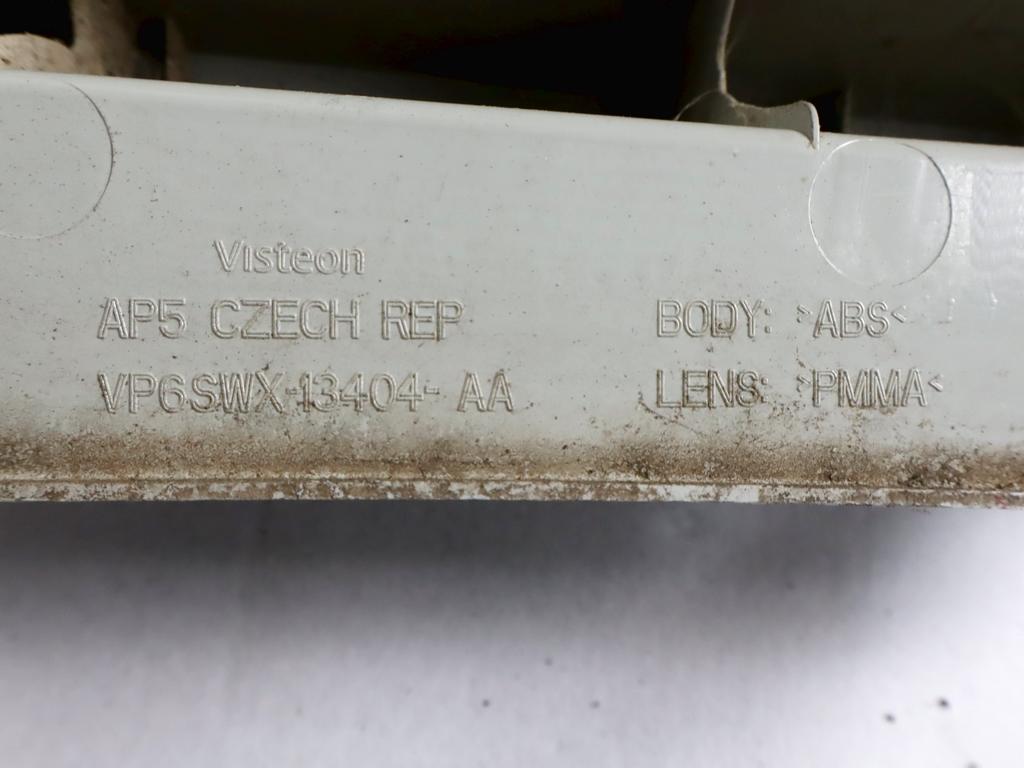 Visteon
AP5 CZECH REP
VP6SWX-13404-AA
BODY: >ABS<
LENS: >PMMA<